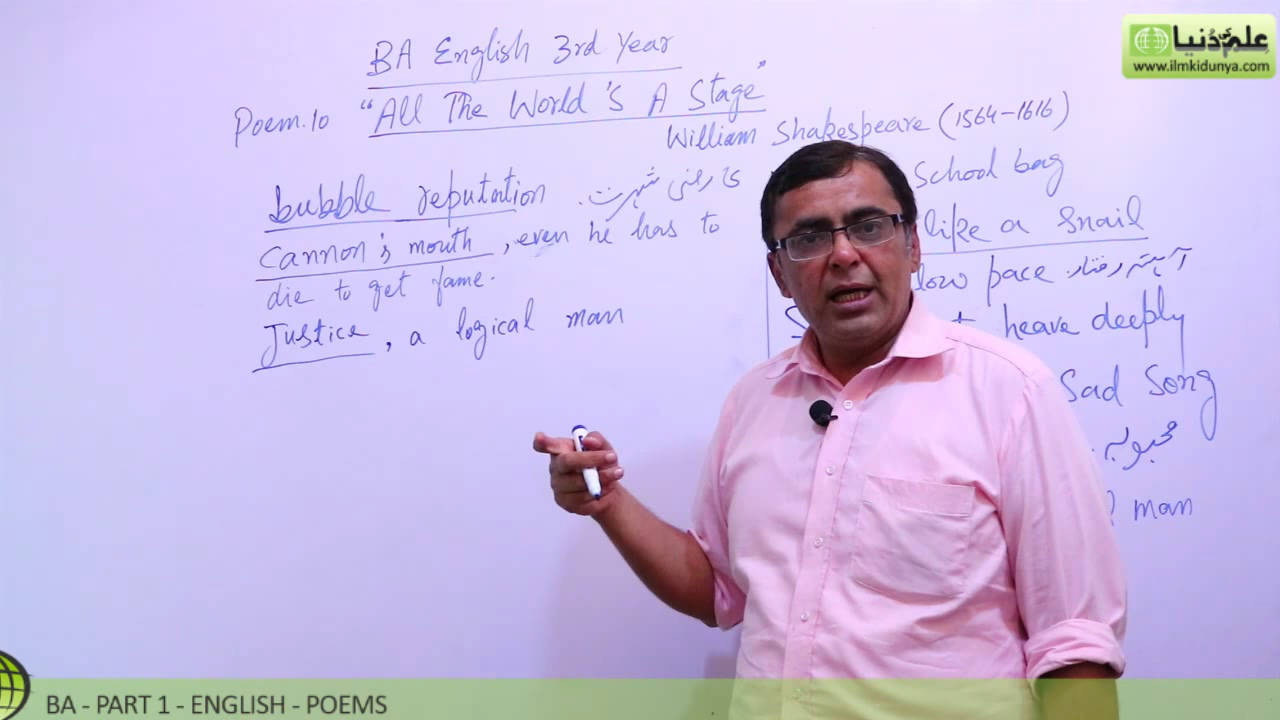 علم کی دُنیا
www.ilmkidunya.com
BA English 3rd Year
Poem.10 "All The World's A Stage"
William Shakespeare (1564-1616)
bubble reputation عارضی شہرت.
Cannon's mouth, even he has to
die to get fame.
Justice, a logical man
School bag
like a snail
low pace آہستہ رفتار.
heave deeply
Sad Song
محبوبہ.
man
BA - PART 1 - ENGLISH - POEMS